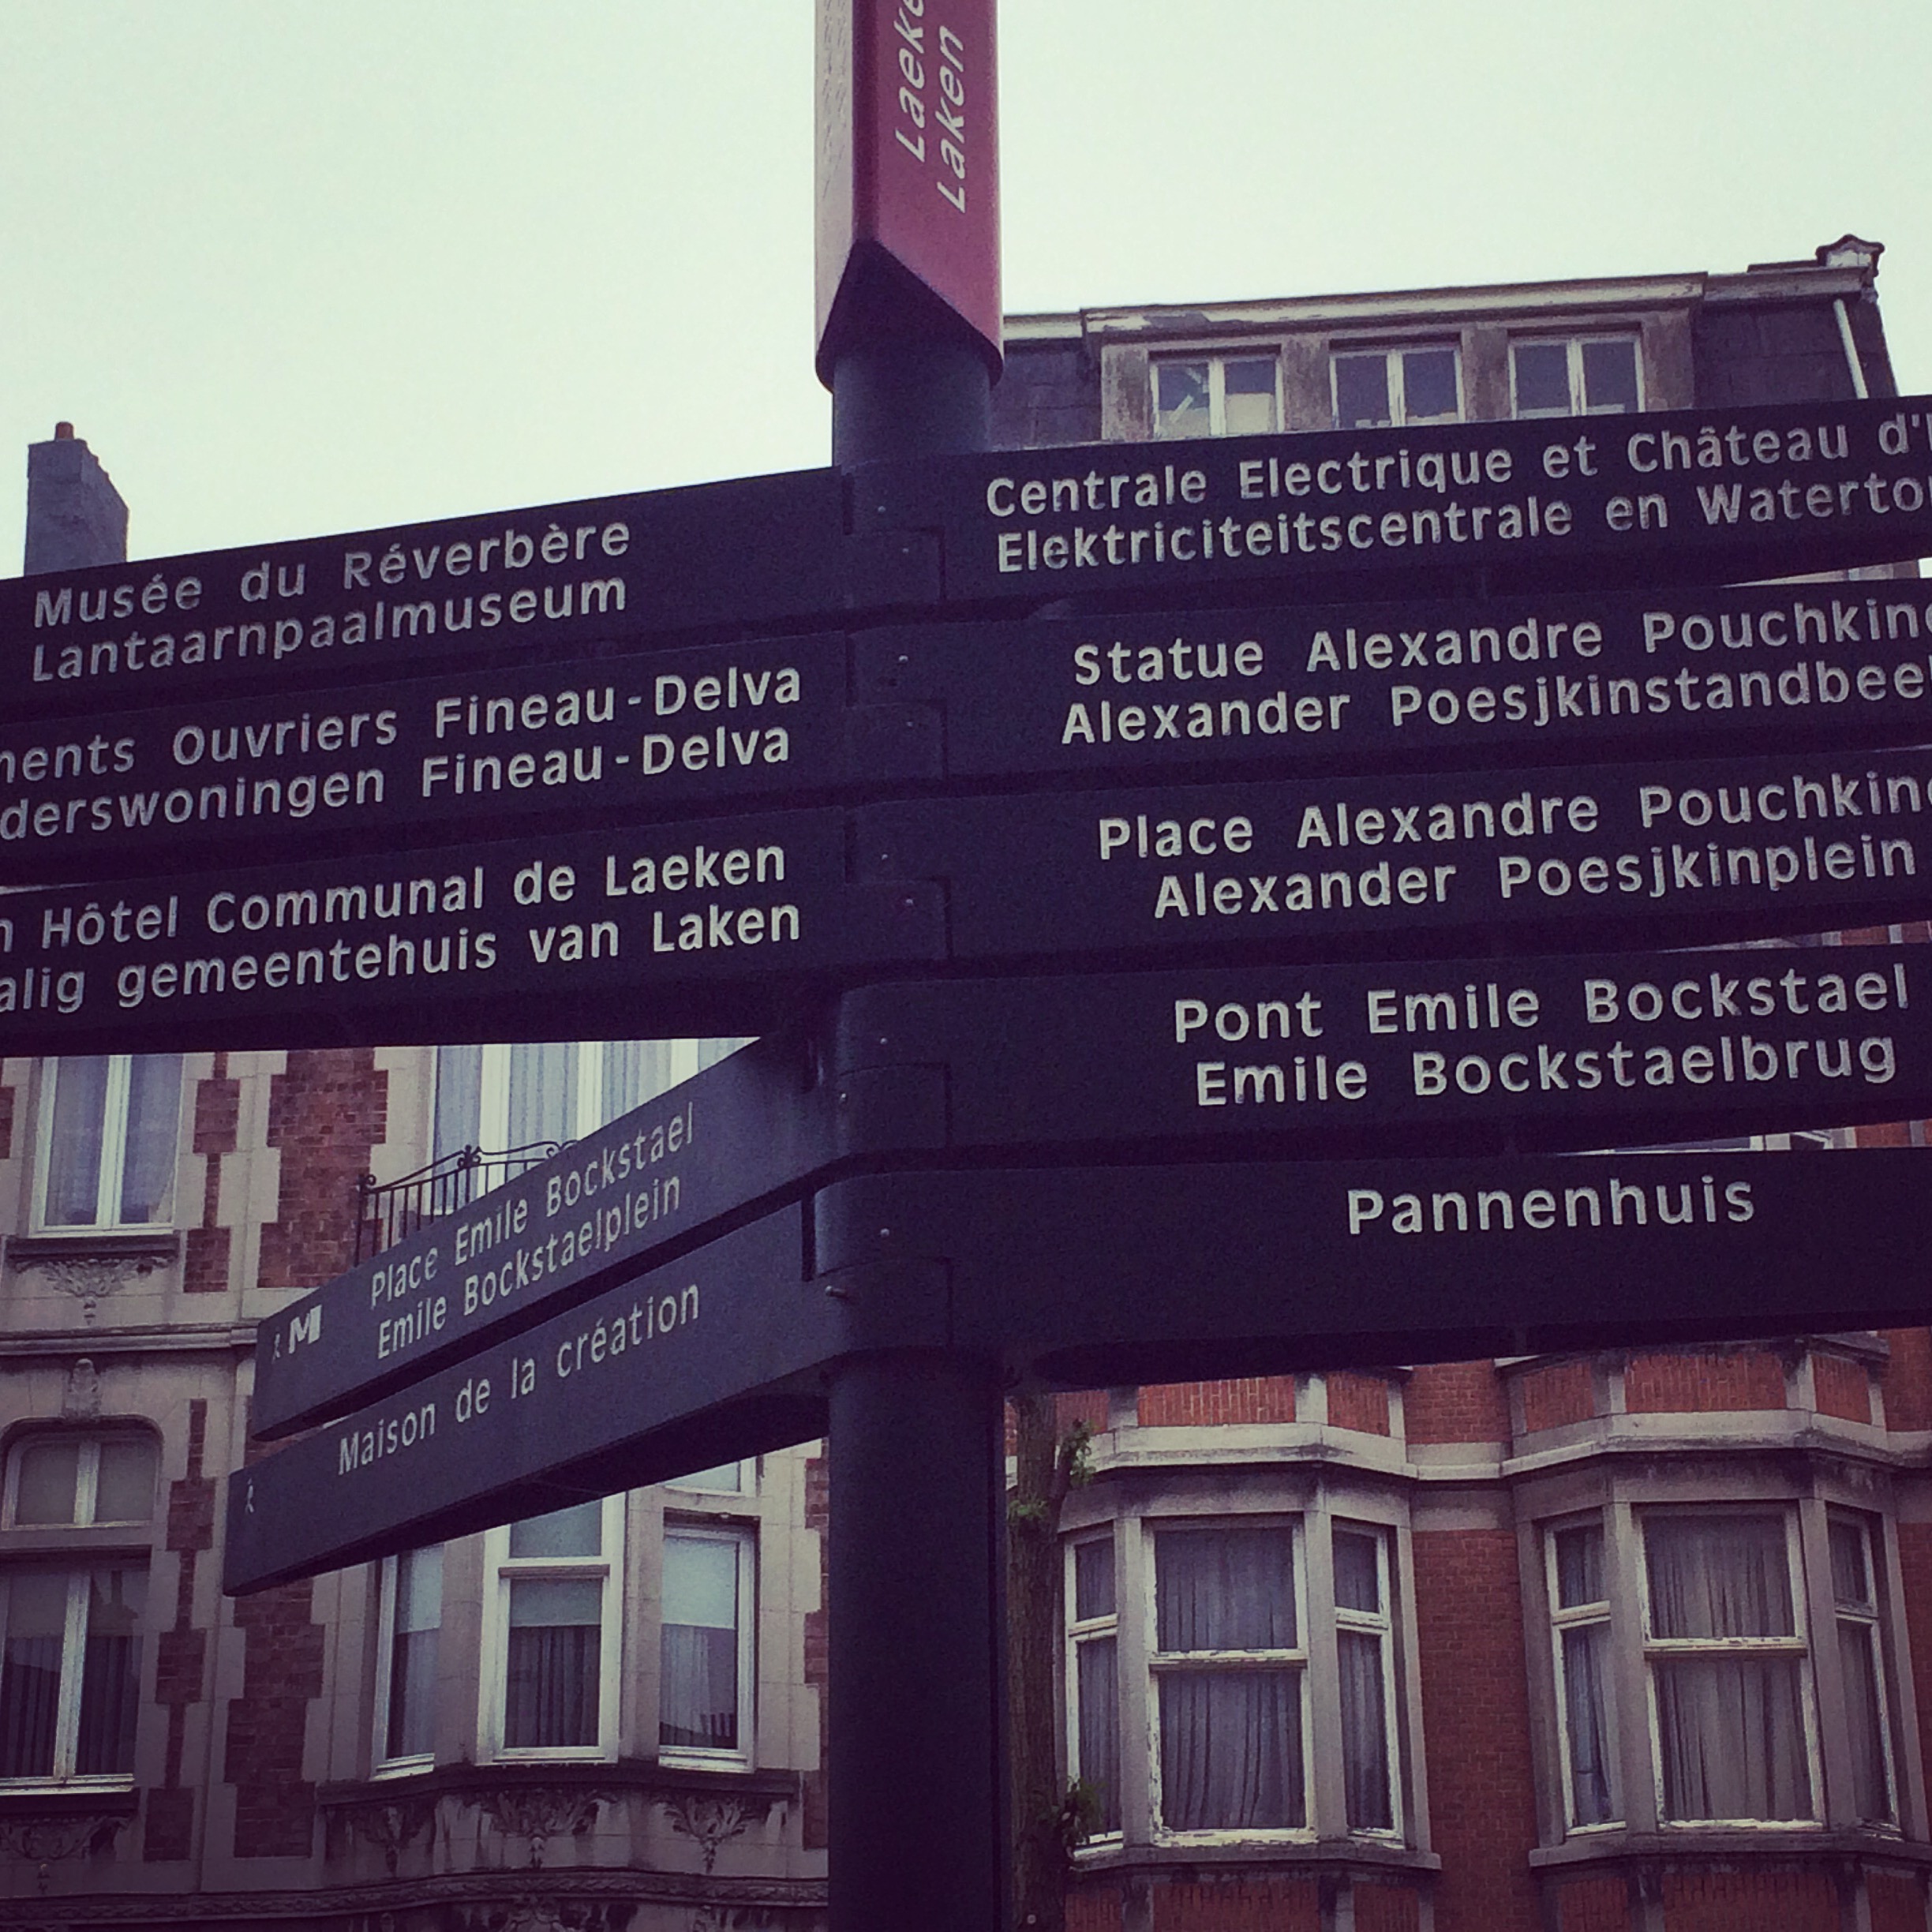 Laken
Musée du Réverbère
Lantaarnpaalmuseum
Ouvriers Fineau-Delva
Fineau-Delva
Hôtel Communal de Laeken
gemeentehuis van Laken
M Place Emile Bockstael
Emile Bockstaelplein
Maison de la création
Centrale Electrique et Château
Elektriciteitscentrale en
Statue Alexandre
Alexander
Place Alexandre
Alexander Poesjkinplein
Pont Emile Bockstael
Emile Bockstaelbrug
Pannenhuis